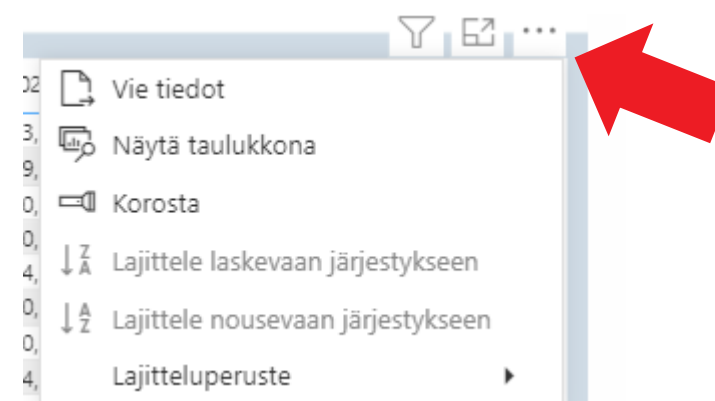 Vie tiedot
Näytä taulukkona
Korosta
Lajittele laskevaan järjestykseen
Lajittele nousevaan järjestykseen
Lajitteluperuste